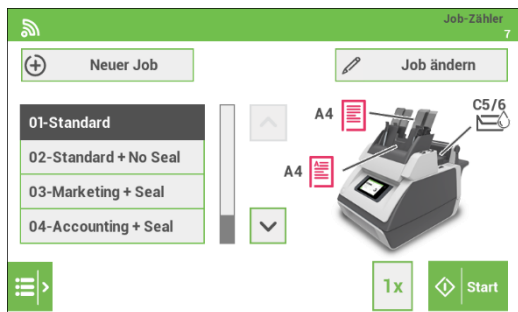 Job-Zähler
7
Neuer Job
Job ändern
01-Standard
02-Standard + No Seal
03-Marketing + Seal
04-Accounting + Seal
A4
C5/6
A4
1x
Start